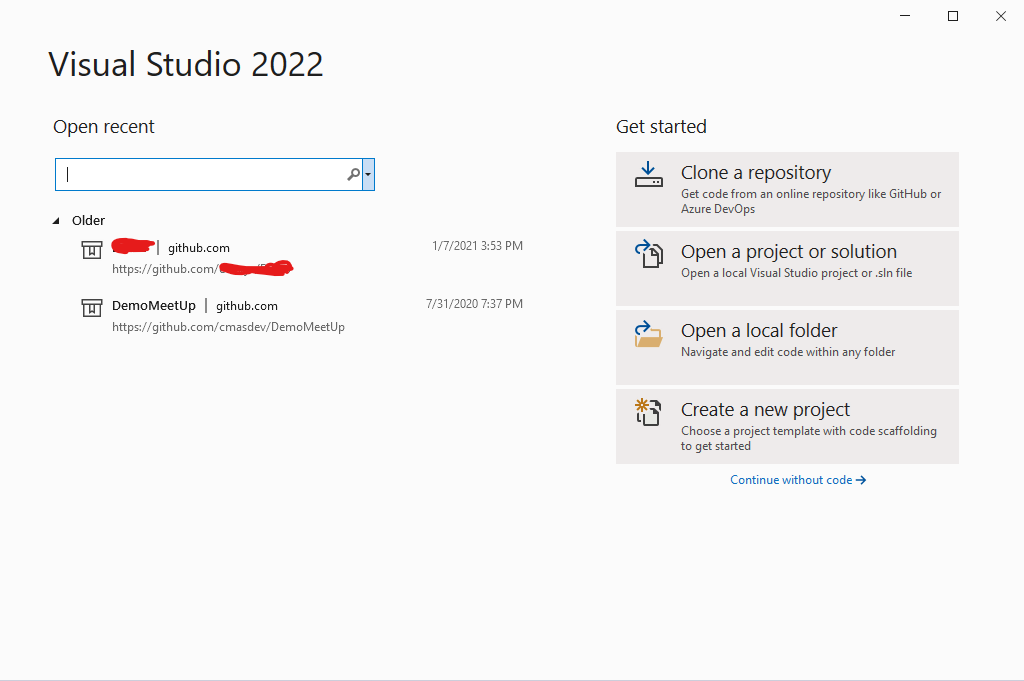 Visual Studio 2022
Open recent
Older
github.com
1/7/2021 3:53 PM
https://github.com/
DemoMeetUp | github.com
7/31/2020 7:37 PM
https://github.com/cmasdev/DemoMeetUp
Get started
Clone a repository
Get code from an online repository like GitHub or
Azure DevOps
Open a project or solution
Open a local Visual Studio project or .sln file
Open a local folder
Navigate and edit code within any folder
Create a new project
Choose a project template with code scaffolding
to get started
Continue without code →